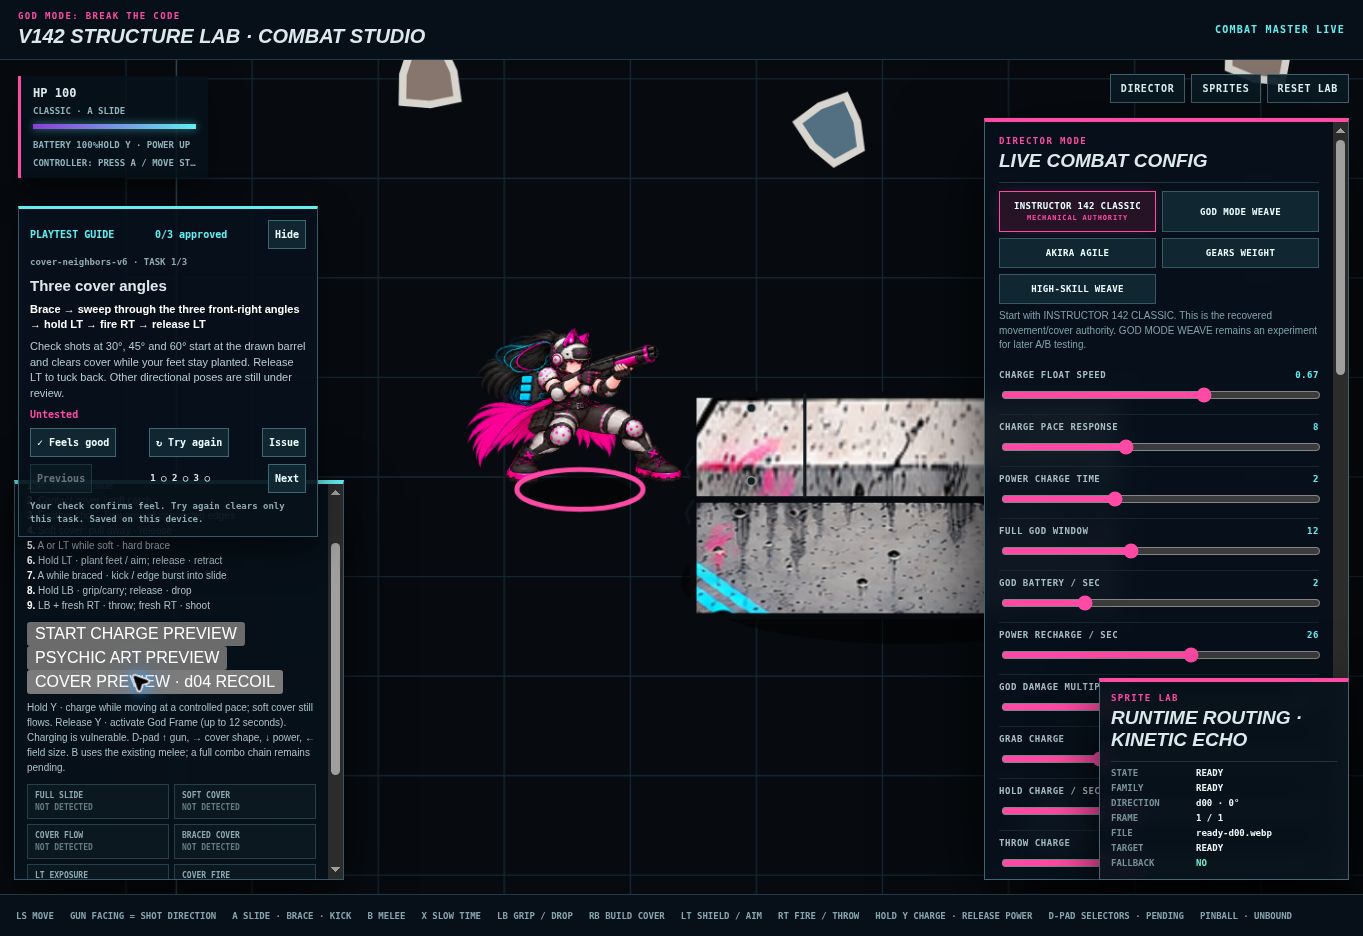 GOD MODE: BREAK THE CODE
V142 STRUCTURE LAB · COMBAT STUDIO
COMBAT MASTER LIVE
HP 100
CLASSIC · A SLIDE
BATTERY 100%HOLD Y · POWER UP
CONTROLLER: PRESS A / MOVE ST…
DIRECTOR
SPRITES
RESET LAB
PLAYTEST GUIDE
0/3 approved
Hide
cover-neighbors-v6 · TASK 1/3
Three cover angles
Brace → sweep through the three front-right angles
→ hold LT → fire RT → release LT
Check shots at 30°, 45° and 60° start at the drawn barrel
and clears cover while your feet stay planted. Release
LT to tuck back. Other directional poses are still under
review.
Untested
✓ Feels good
↻ Try again
Issue
Previous
1 ○ 2 ○ 3 ○
Next
Your check confirms feel. Try again clears only
this task. Saved on this device.
5. A or LT while soft · hard brace
6. Hold LT · plant feet / aim; release · retract
7. A while braced · kick / edge burst into slide
8. Hold LB · grip/carry; release · drop
9. LB + fresh RT · throw; fresh RT · shoot
START CHARGE PREVIEW
PSYCHIC ART PREVIEW
COVER PREVIEW · d04 RECOIL
Hold Y · charge while moving at a controlled pace; soft cover still
flows. Release Y · activate God Frame (up to 12 seconds).
Charging is vulnerable. D-pad ↑ gun, → cover shape, ↓ power, ←
field size. B uses the existing melee; a full combo chain remains
pending.
FULL SLIDE
NOT DETECTED
SOFT COVER
NOT DETECTED
COVER FLOW
NOT DETECTED
BRACED COVER
NOT DETECTED
LT EXPOSURE
COVER FIRE
DIRECTOR MODE
LIVE COMBAT CONFIG
INSTRUCTOR 142 CLASSIC
MECHANICAL AUTHORITY
GOD MODE WEAVE
AKIRA AGILE
GEARS WEIGHT
HIGH-SKILL WEAVE
Start with INSTRUCTOR 142 CLASSIC. This is the recovered
movement/cover authority. GOD MODE WEAVE remains an experiment
for later A/B testing.
CHARGE FLOAT SPEED 0.67
CHARGE PACE RESPONSE 8
POWER CHARGE TIME 2
FULL GOD WINDOW 12
GOD BATTERY / SEC 2
POWER RECHARGE / SEC 26
GOD DAMAGE MULTIP
GRAB CHARGE
HOLD CHARGE / SEC
THROW CHARGE
SPRITE LAB
RUNTIME ROUTING ·
KINETIC ECHO
STATE READY
FAMILY READY
DIRECTION d00 · 0°
FRAME 1 / 1
FILE ready-d00.webp
TARGET READY
FALLBACK NO
LS MOVE GUN FACING = SHOT DIRECTION A SLIDE · BRACE · KICK B MELEE X SLOW TIME LB GRIP / DROP RB BUILD COVER LT SHIELD / AIM RT FIRE / THROW HOLD Y CHARGE · RELEASE POWER D-PAD SELECTORS · PENDING PINBALL · UNBOUND